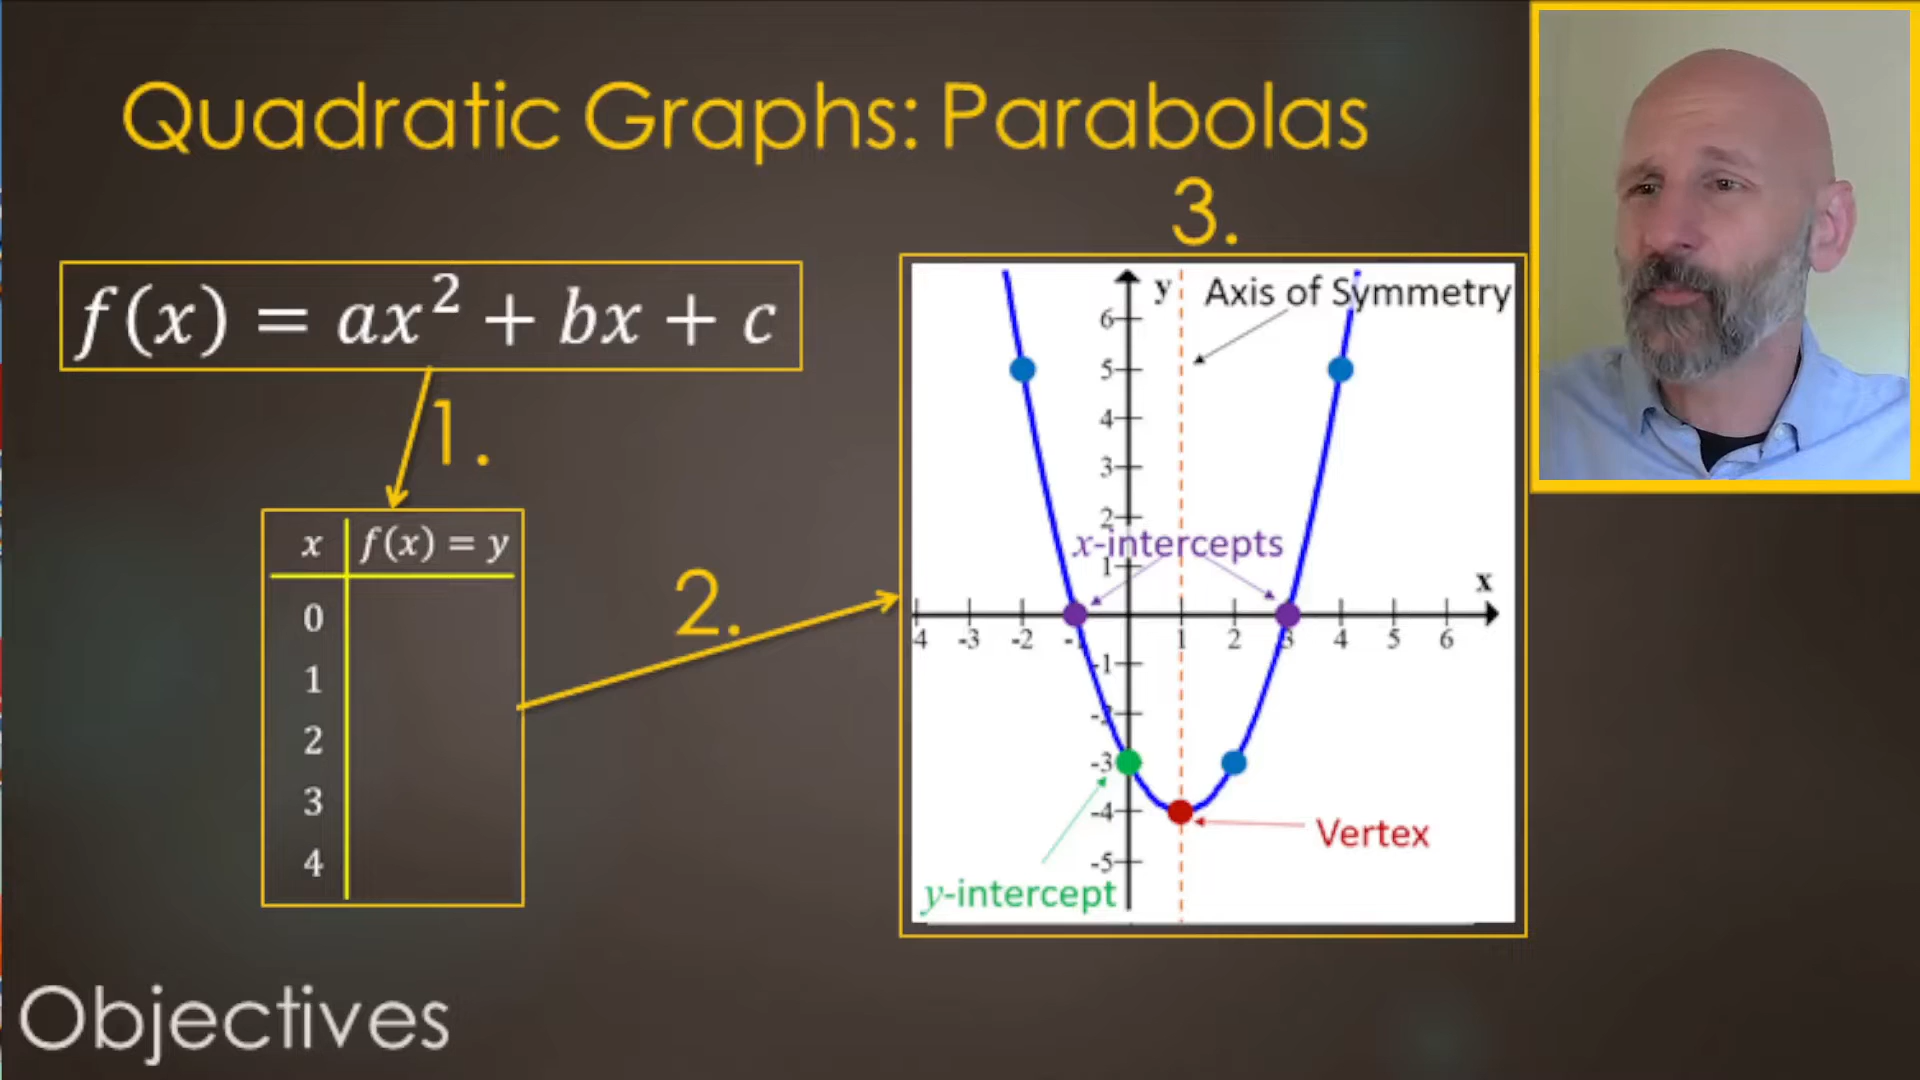 Quadratic Graphs: Parabolas
f(x) = ax² + bx + c
1.
x f(x) = y
0
1
2
3
4
2.
3.
y
Axis of Symmetry
6
5
4
3
2
x-intercepts
1
x
4 -3 -2 -1 1 2 3 4 5 6
-1
-2
-3
-4
Vertex
-5
y-intercept
Objectives